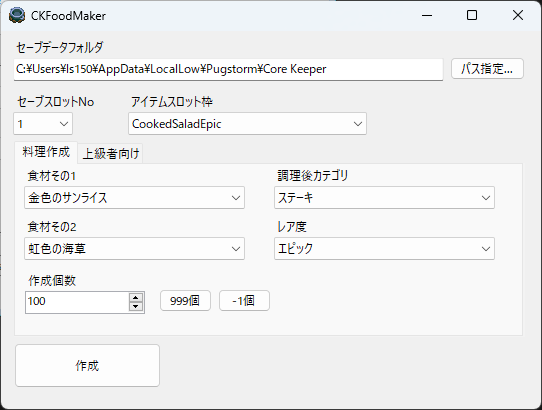 CKFoodMaker
セーブデータフォルダ
C:¥Users¥ls150¥AppData¥LocalLow¥Pugstorm¥Core Keeper
パス指定...
セーブスロットNo
アイテムスロット枠
1
CookedSaladEpic
料理作成
上級者向け
食材その1
調理後カテゴリ
金色のサンライス
ステーキ
食材その2
レア度
虹色の海草
エピック
作成個数
100
999個
-1個
作成